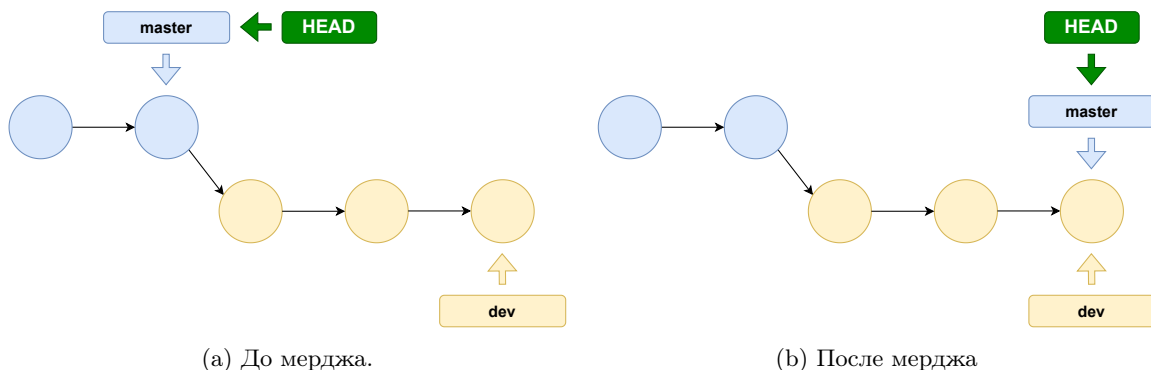 master
HEAD
dev
(a) До мерджа.
HEAD
master
dev
(b) После мерджа